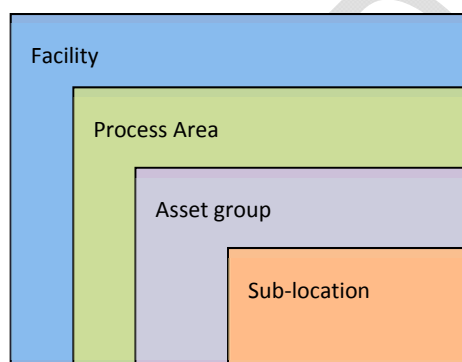 Facility
Process Area
Asset group
Sub-location